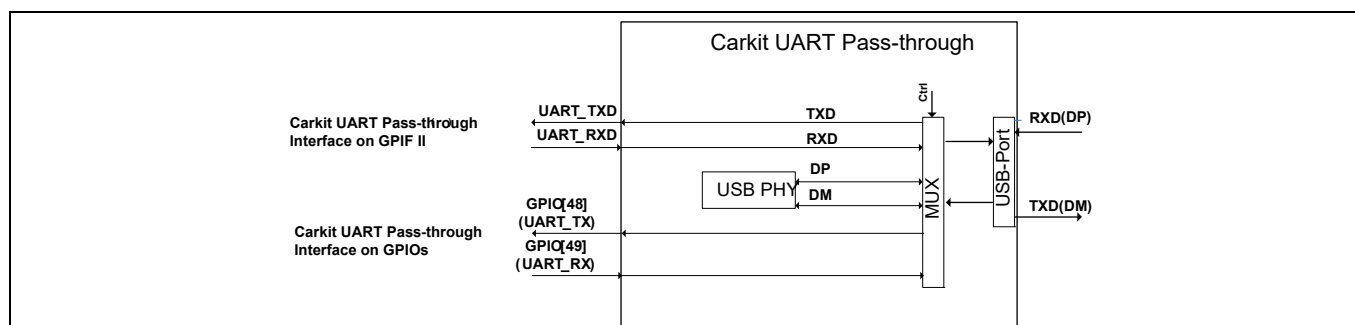 Carkit UART Pass-through
Ctrl
UART_TXD
TXD
RXD(DP)
Carkit UART Pass-through
Interface on GPIF II
UART_RXD
RXD
USB-Port
MUX
DP
USB PHY
DM
TXD(DM)
GPIO[48]
(UART_TX)
Carkit UART Pass-through
Interface on GPIOs
GPIO[49]
(UART_RX)